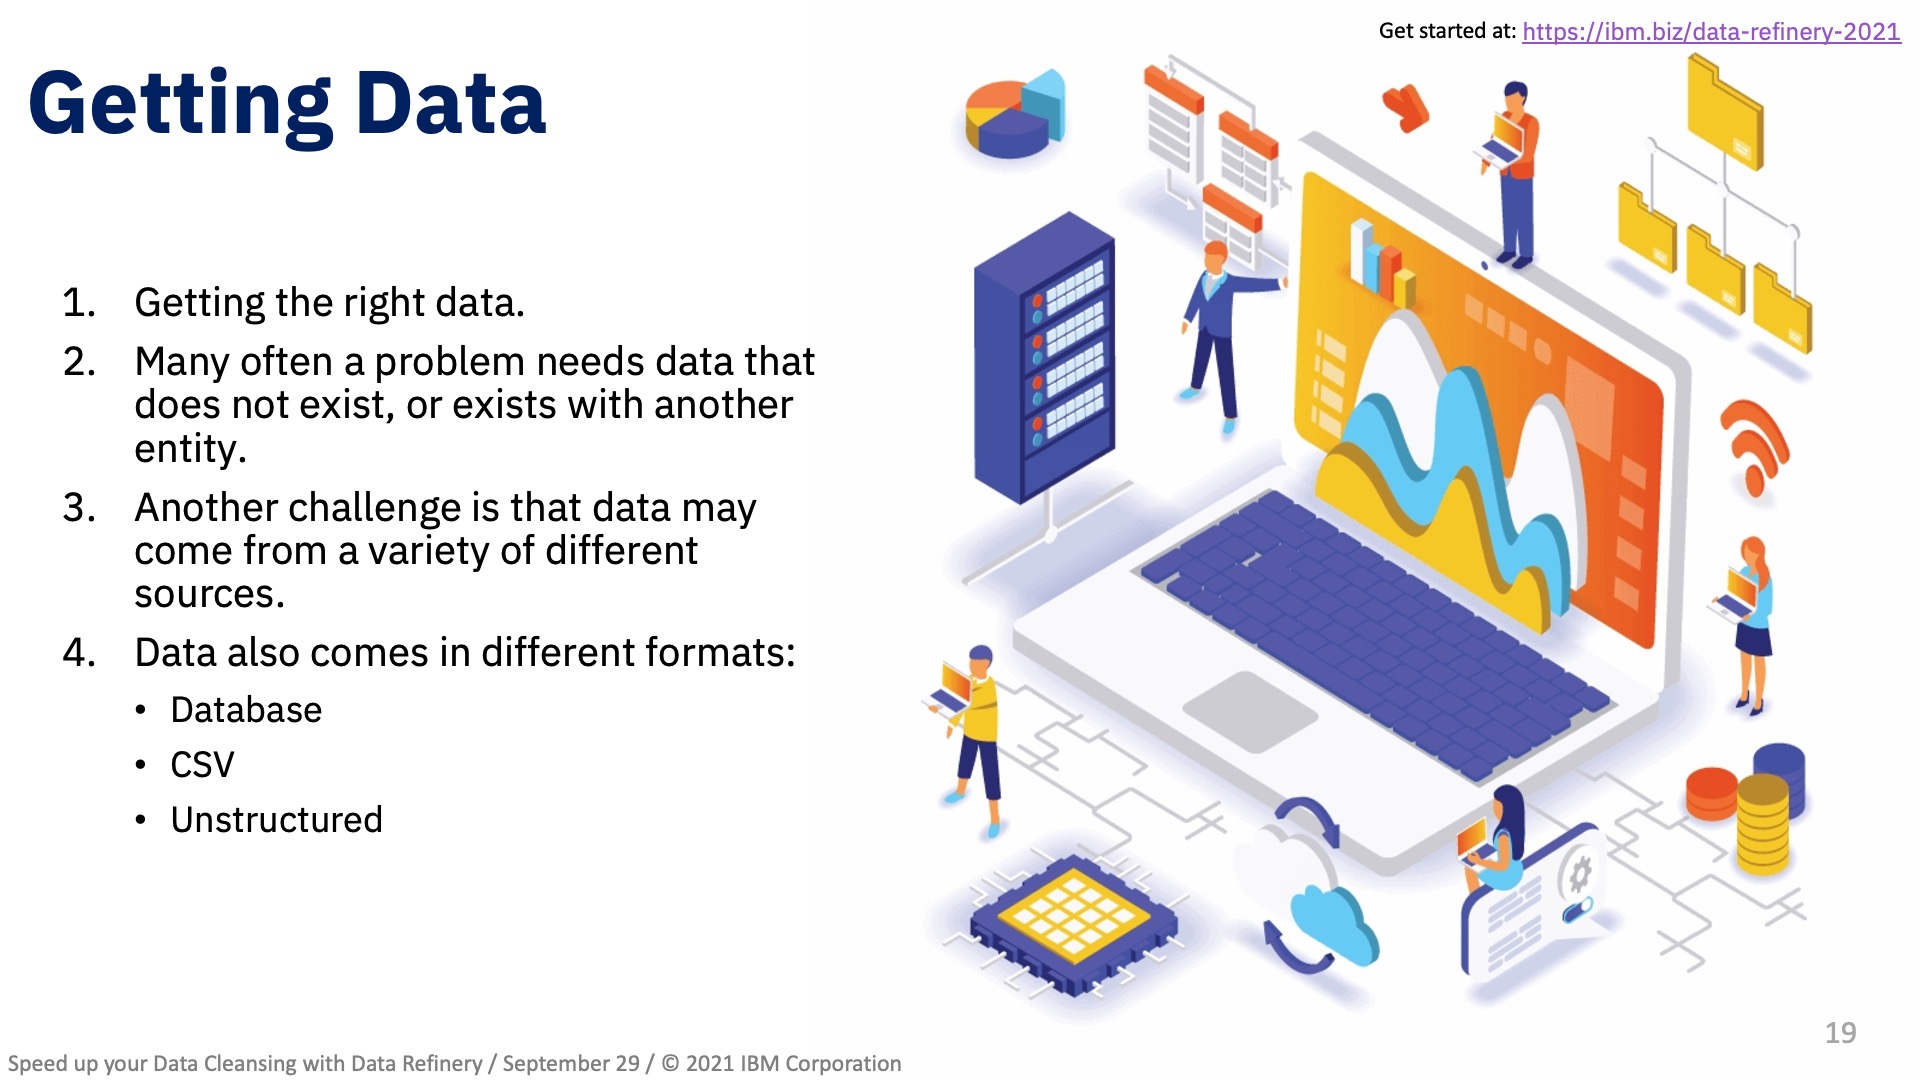 Get started at: https://ibm.biz/data-refinery-2021
Getting Data
1. Getting the right data.
2. Many often a problem needs data that
does not exist, or exists with another
entity.
3. Another challenge is that data may
come from a variety of different
sources.
4. Data also comes in different formats:
• Database
• CSV
• Unstructured
19
Speed up your Data Cleansing with Data Refinery / September 29 / © 2021 IBM Corporation